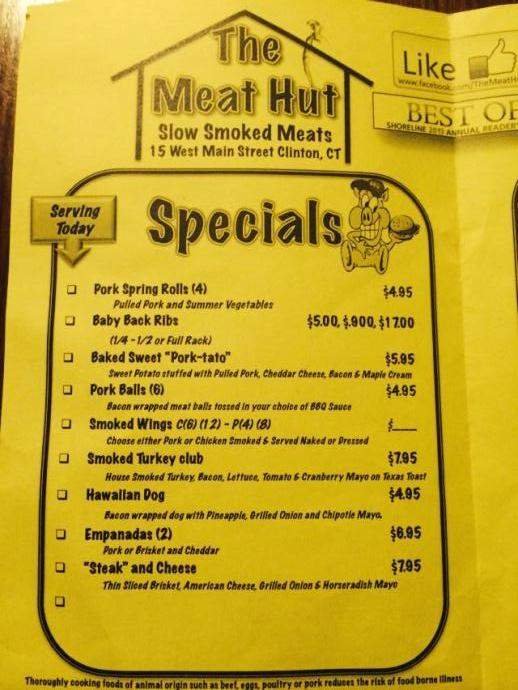 The
Meat Hut
Slow Smoked Meats
15 West Main Street Clinton, CT
Like
www.facebook.com/TheMeatH
BEST OF
SHORELINE 2013 ANNUAL READER
Serving
Today
Specials
Pork Spring Rolls (4) $4.95
Pulled Pork and Summer Vegetables
Baby Back Ribs $5.00, $.900, $17.00
(1/4 - 1/2 or Full Rack)
Baked Sweet "Pork-tato" $5.95
Sweet Potato stuffed with Pulled Pork, Cheddar Cheese, Bacon & Maple Cream
Pork Balls (6) $4.95
Bacon wrapped meat balls tossed in your choice of BBQ Sauce
Smoked Wings C(6) (12) - P(4) (8) $____
Choose either Pork or Chicken Smoked & Served Naked or Dressed
Smoked Turkey club $7.95
House Smoked Turkey, Bacon, Lettuce, Tomato & Cranberry Mayo on Texas Toast
Hawaiian Dog $4.95
Bacon wrapped dog with Pineapple, Grilled Onion and Chipotle Mayo.
Empanadas (2) $6.95
Pork or Brisket and Cheddar
"Steak" and Cheese $7.95
Thin Sliced Brisket, American Cheese, Grilled Onion & Horseradish Mayo
Thoroughly cooking foods of animal origin such as beef, eggs, poultry or pork reduces the risk of food borne illness